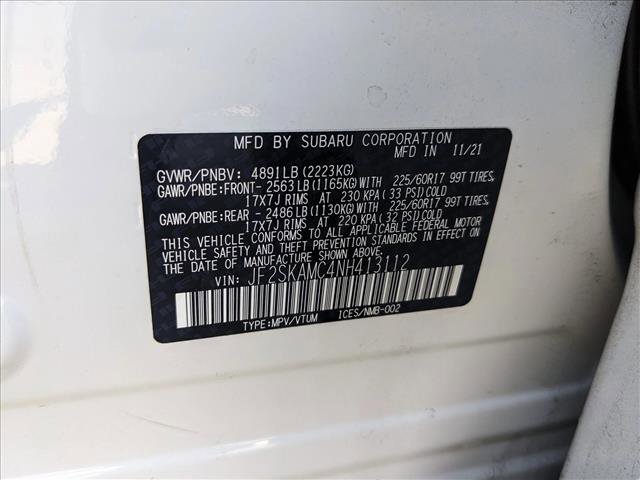 MFD BY SUBARU CORPORATION
MFD IN 11/21
GVWR/PNBV: 4891LB (2223KG)
GAWR/PNBE:FRONT- 2563LB (1165KG)WITH 225/60R17 99T TIRES,
17X7J RIMS AT 230 KPA (33 PSI) COLD
GAWR/PNBE:REAR - 2486LB (1130KG)WITH 225/60R17 99T TIRES,
17X7J RIMS AT 220 KPA (32 PSI) COLD
THIS VEHICLE CONFORMS TO ALL APPLICABLE FEDERAL MOTOR
VEHICLE SAFETY AND THEFT PREVENTION STANDARDS IN EFFECT ON
THE DATE OF MANUFACTURE SHOWN ABOVE.
VIN: JF2SKAMC4NH413112
TYPE:MPV/VTUM ICES/NMB-002